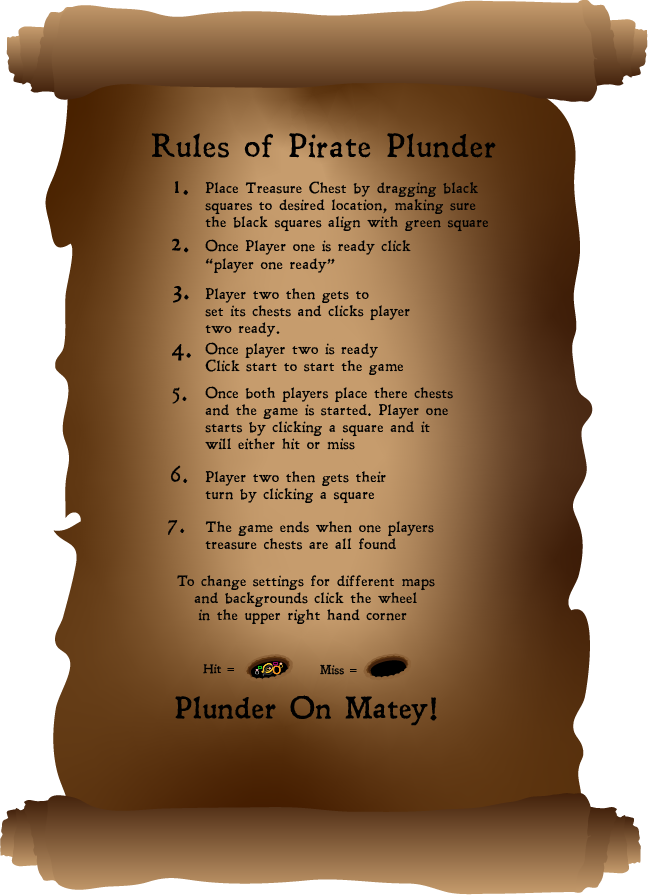 Rules of Pirate Plunder
1. Place Treasure Chest by dragging black
squares to desired location, making sure
the black squares align with green square
2. Once Player one is ready click
“player one ready”
3. Player two then gets to
set its chests and clicks player
two ready.
4. Once player two is ready
Click start to start the game
5. Once both players place there chests
and the game is started. Player one
starts by clicking a square and it
will either hit or miss
6. Player two then gets their
turn by clicking a square
7. The game ends when one players
treasure chests are all found
To change settings for different maps
and backgrounds click the wheel
in the upper right hand corner
Hit = Miss =
Plunder On Matey!